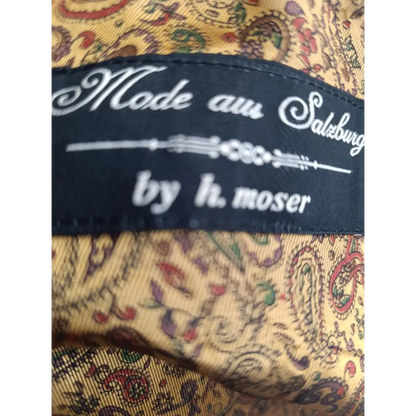 Mode aus Salzburg
by h. moser